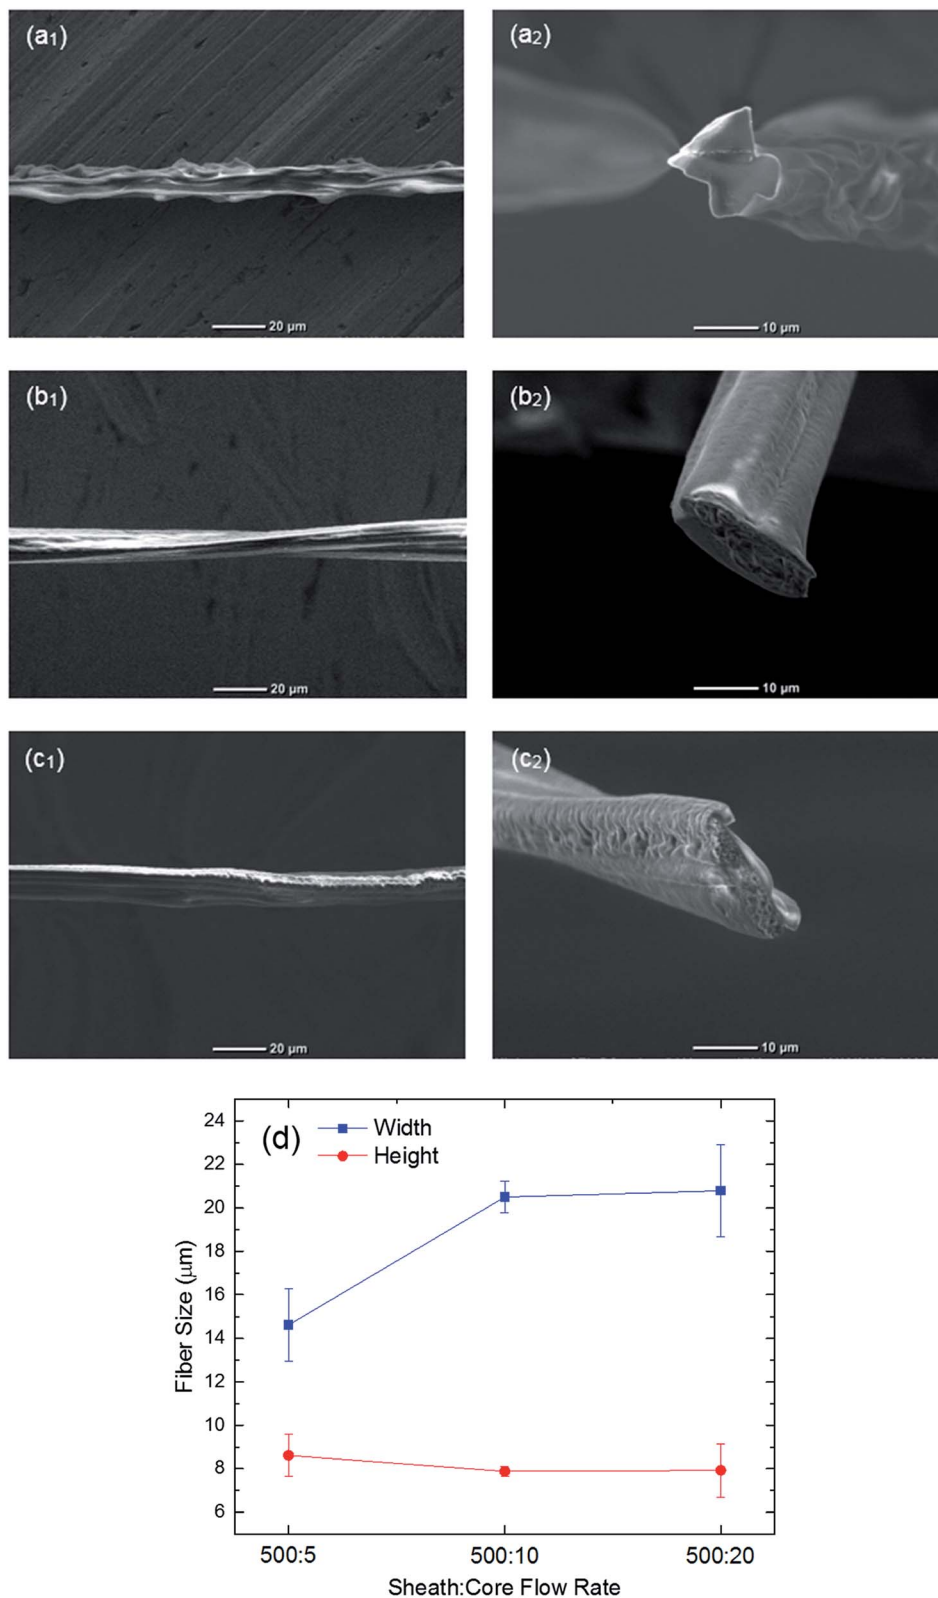 (a₁)
20 μm
(a₂)
10 μm
(b₁)
20 μm
(b₂)
10 μm
(c₁)
20 μm
(c₂)
10 μm
(d)
Width
Height
Fiber Size (μm)
24
22
20
18
16
14
12
10
8
6
500:5
500:10
500:20
Sheath:Core Flow Rate